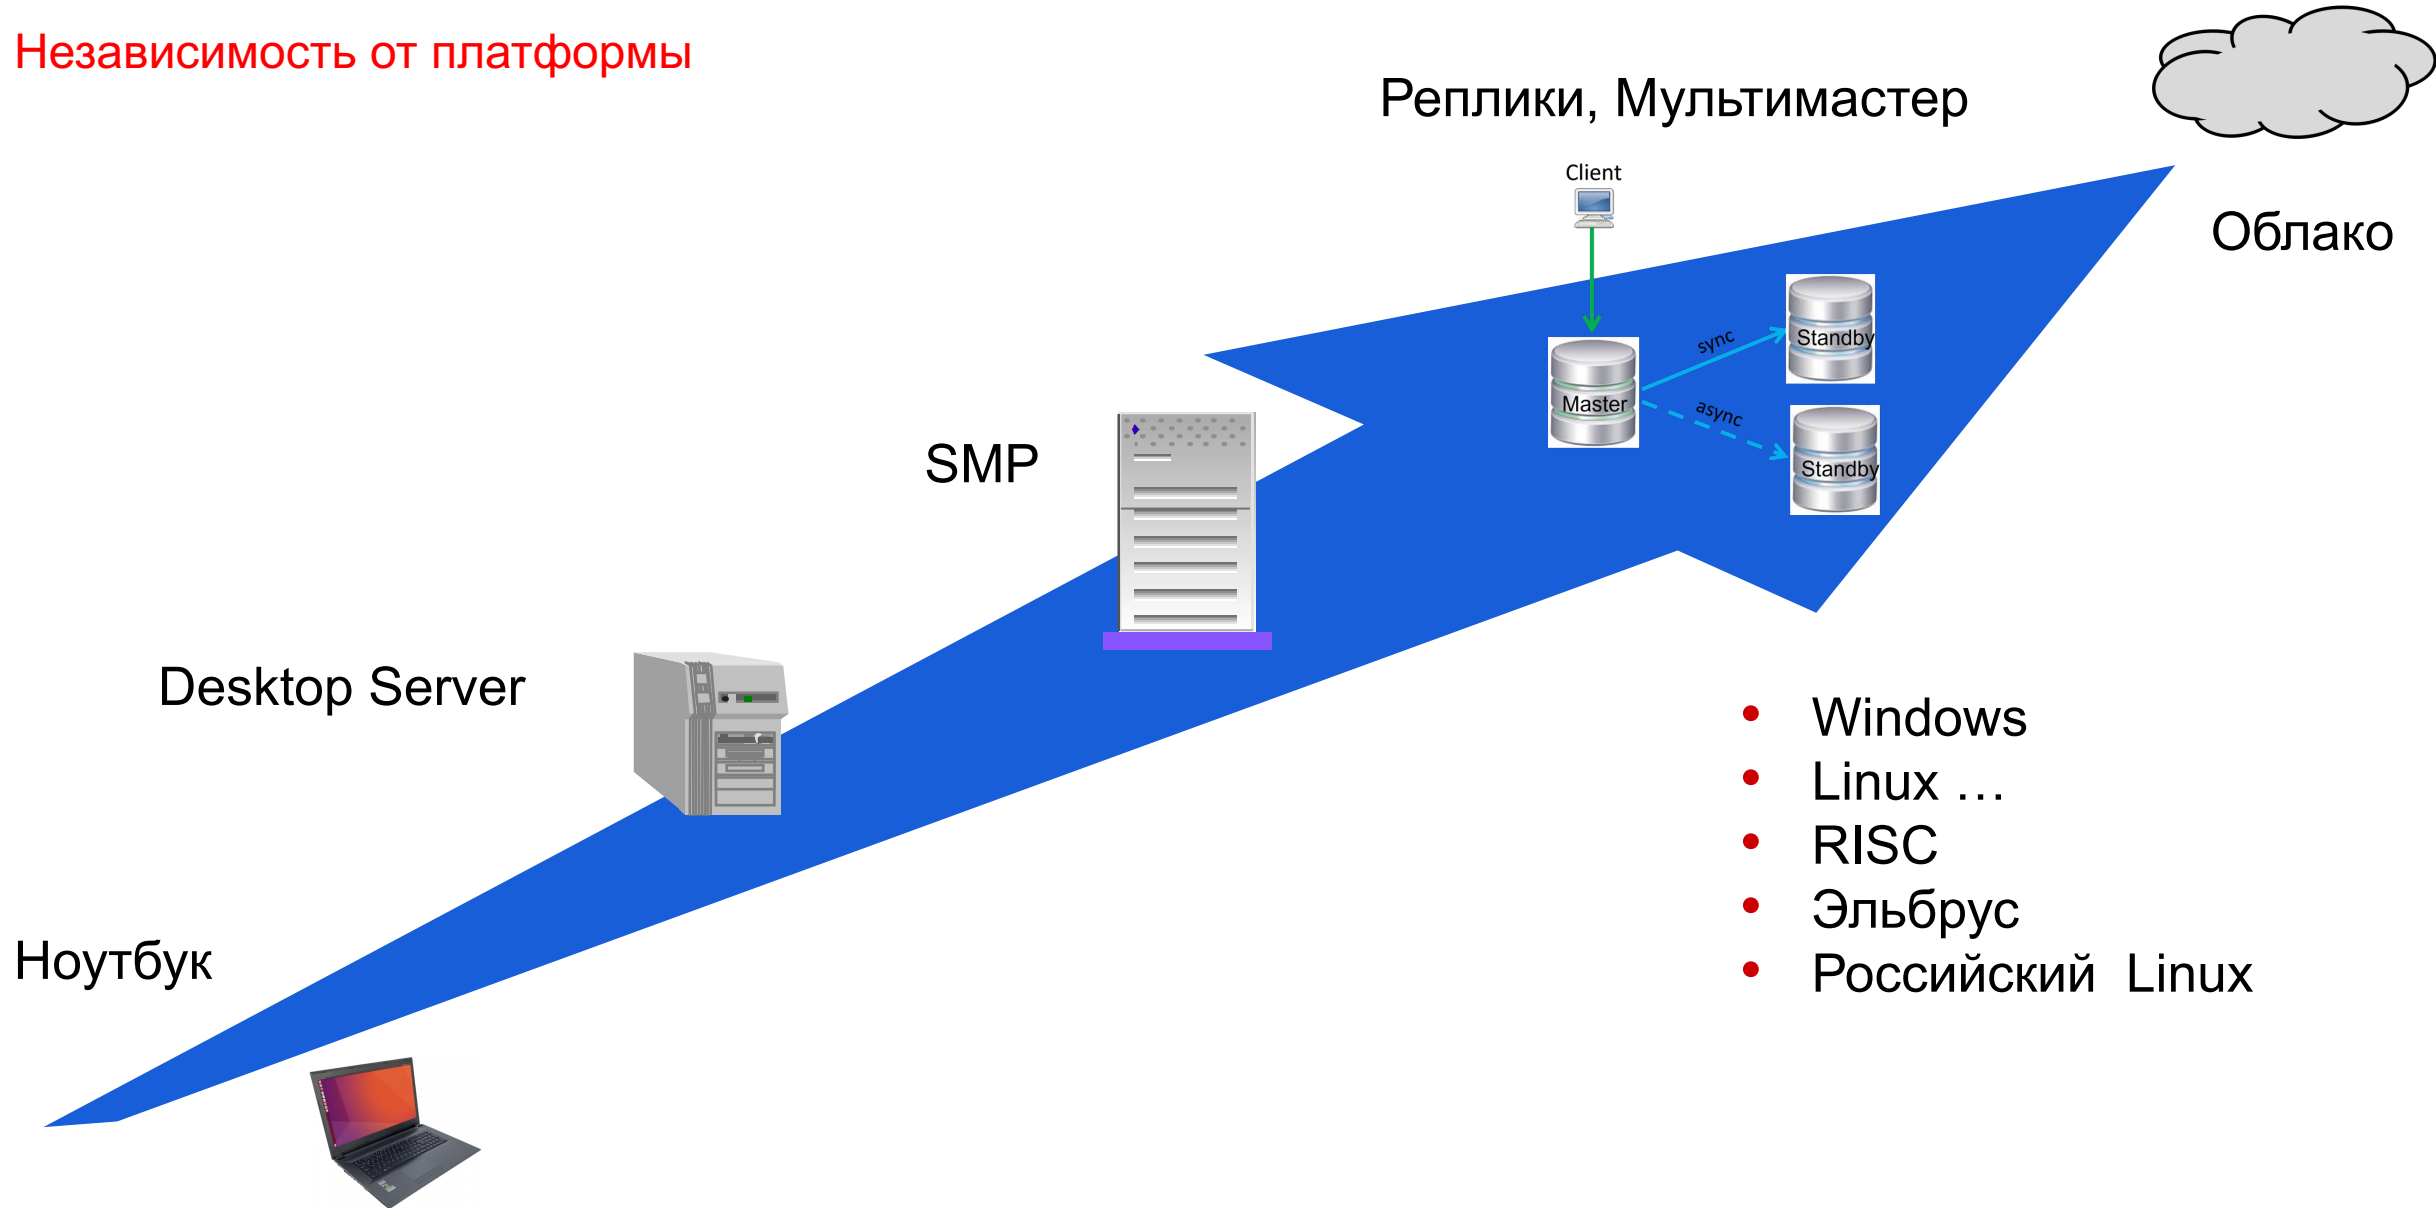 Независимость от платформы
Реплики, Мультимастер
Client
Облако
sync
Standby
Master
async
Standby
SMP
Desktop Server
Ноутбук
• Windows
• Linux …
• RISC
• Эльбрус
• Российский Linux